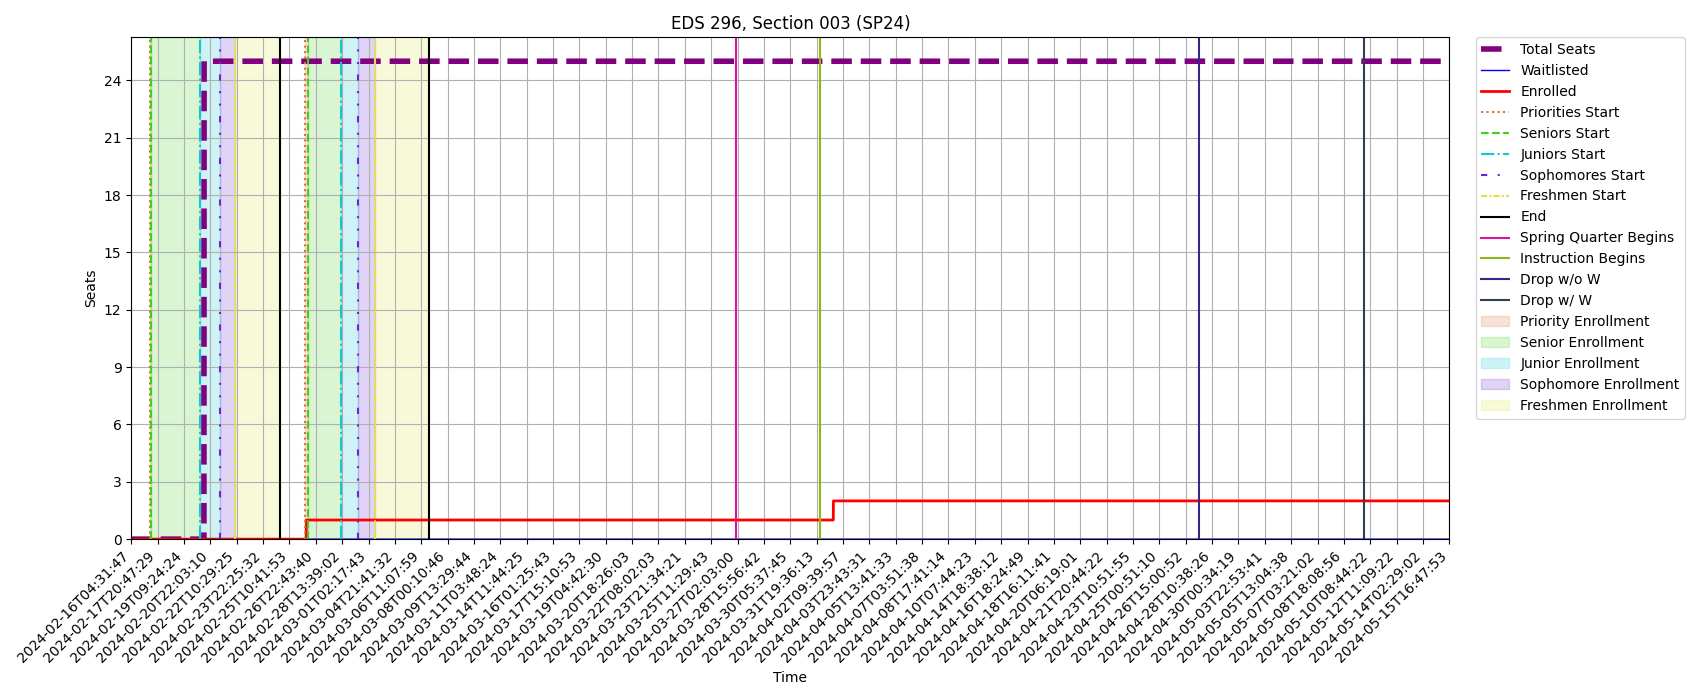 EDS 296, Section 003 (SP24)
Seats
24
21
18
15
12
9
6
3
0
2024-02-16T04:31:47
2024-02-17T20:47:29
2024-02-19T09:24:24
2024-02-20T22:03:10
2024-02-22T10:29:25
2024-02-23T22:25:32
2024-02-25T10:41:53
2024-02-26T22:43:40
2024-02-28T13:39:02
2024-03-01T02:17:43
2024-03-04T21:41:32
2024-03-06T11:07:59
2024-03-08T00:10:46
2024-03-09T13:29:44
2024-03-11T03:48:24
2024-03-14T11:44:25
2024-03-16T01:25:43
2024-03-17T15:10:53
2024-03-19T04:42:30
2024-03-20T18:26:03
2024-03-22T08:02:03
2024-03-23T21:34:21
2024-03-25T11:29:43
2024-03-27T02:03:00
2024-03-28T15:56:42
2024-03-30T05:37:45
2024-03-31T19:36:13
2024-04-02T09:39:57
2024-04-03T23:43:31
2024-04-05T13:41:33
2024-04-07T03:51:38
2024-04-08T17:41:14
2024-04-10T07:44:23
2024-04-14T18:38:12
2024-04-16T18:24:49
2024-04-18T16:11:41
2024-04-20T06:19:01
2024-04-21T20:44:22
2024-04-23T10:51:55
2024-04-25T00:51:10
2024-04-26T15:00:52
2024-04-28T10:38:26
2024-04-30T00:34:19
2024-05-03T22:53:41
2024-05-05T13:04:38
2024-05-07T03:21:02
2024-05-08T18:08:56
2024-05-10T08:44:22
2024-05-12T11:09:22
2024-05-14T02:29:02
2024-05-15T16:47:53
Time
Total Seats
Waitlisted
Enrolled
Priorities Start
Seniors Start
Juniors Start
Sophomores Start
Freshmen Start
End
Spring Quarter Begins
Instruction Begins
Drop w/o W
Drop w/ W
Priority Enrollment
Senior Enrollment
Junior Enrollment
Sophomore Enrollment
Freshmen Enrollment